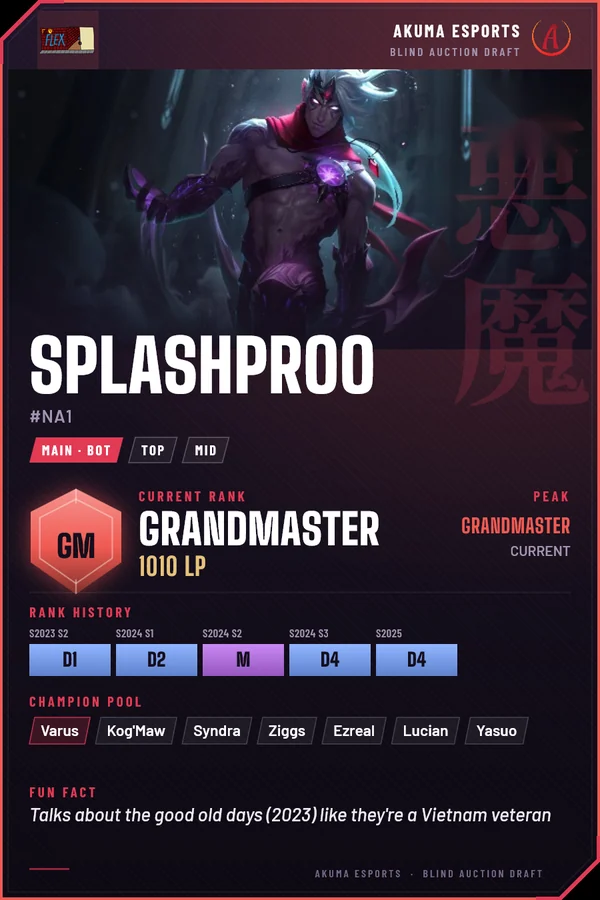 FLEX
AKUMA ESPORTS
BLIND AUCTION DRAFT
A
悪
魔
SPLASHPROO
#NA1
MAIN · BOT TOP MID
GM
CURRENT RANK
GRANDMASTER
1010 LP
PEAK
GRANDMASTER
CURRENT
RANK HISTORY
S2023 S2 S2024 S1 S2024 S2 S2024 S3 S2025
D1 D2 M D4 D4
CHAMPION POOL
Varus Kog'Maw Syndra Ziggs Ezreal Lucian Yasuo
FUN FACT
Talks about the good old days (2023) like they're a Vietnam veteran
AKUMA ESPORTS · BLIND AUCTION DRAFT